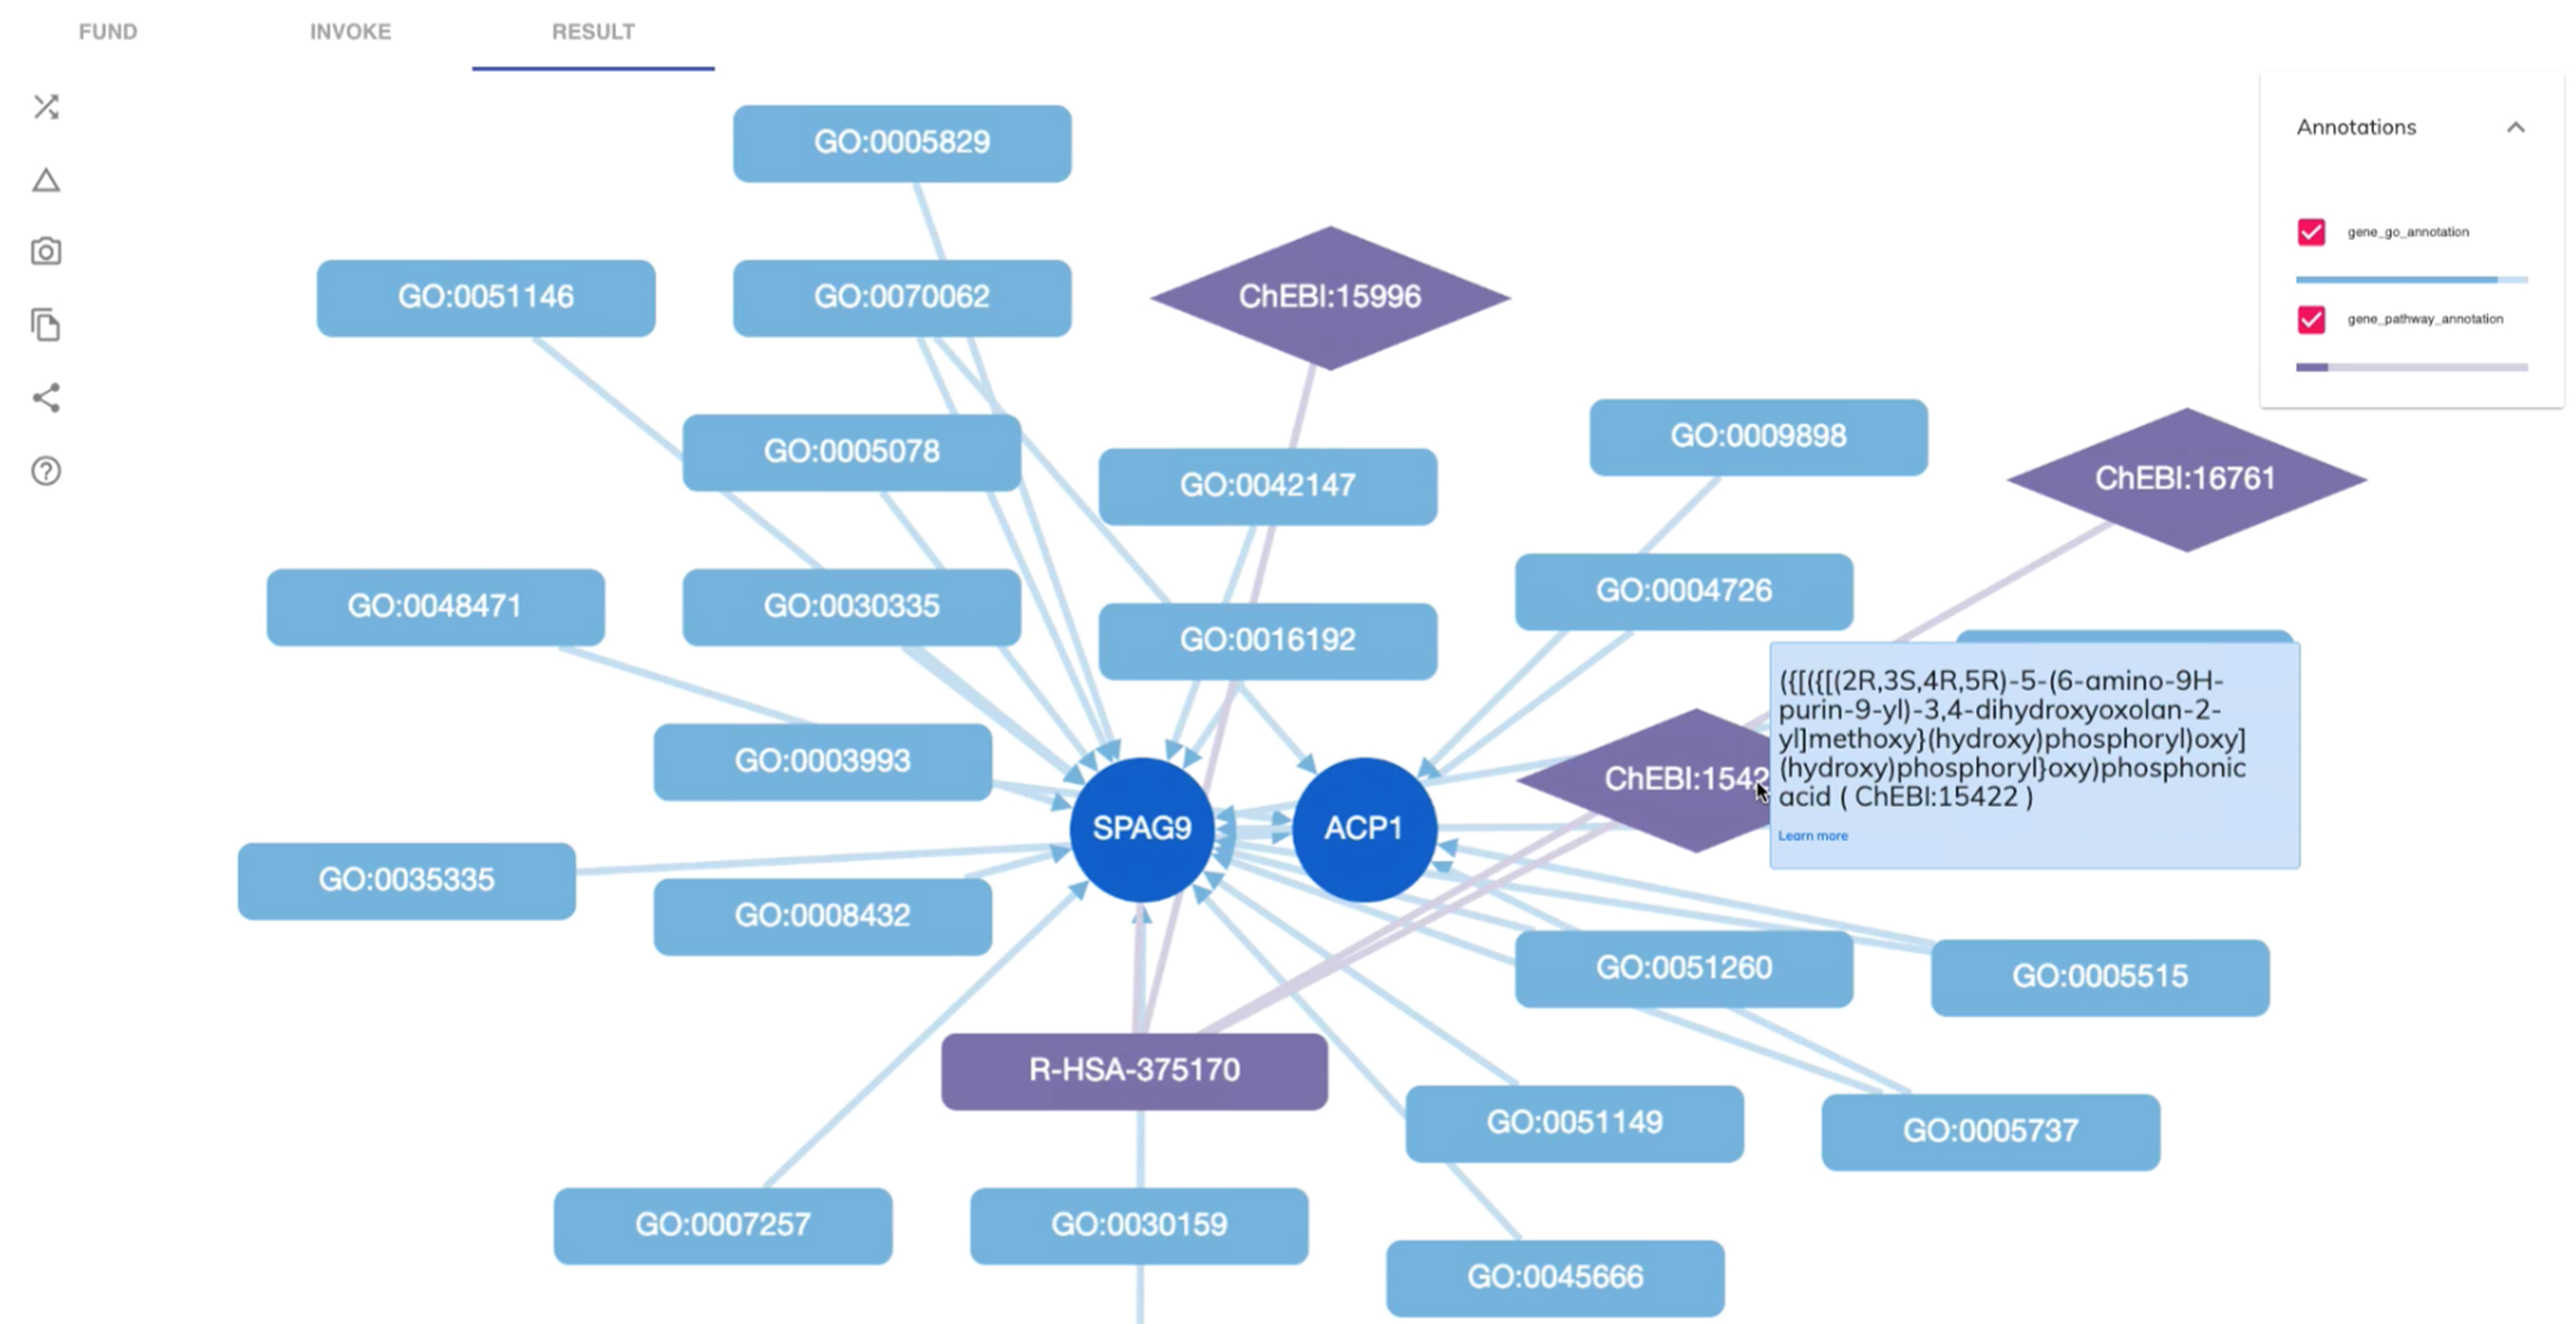 FUND
INVOKE
RESULT
Annotations
gene_go_annotation
gene_pathway_annotation
GO:0005829
GO:0051146
GO:0070062
ChEBI:15996
GO:0005078
GO:0042147
GO:0009898
ChEBI:16761
GO:0048471
GO:0030335
GO:0016192
GO:0004726
GO:0003993
SPAG9
ACP1
ChEBI:1542
({[({[(2R,3S,4R,5R)-5-(6-amino-9H-
purin-9-yl)-3,4-dihydroxyoxolan-2-
yl]methoxy}(hydroxy)phosphoryl)oxy]
(hydroxy)phosphoryl}oxy)phosphonic
acid ( ChEBI:15422 )
Learn more
GO:0035335
GO:0008432
GO:0051260
GO:0005515
R-HSA-375170
GO:0051149
GO:0005737
GO:0007257
GO:0030159
GO:0045666